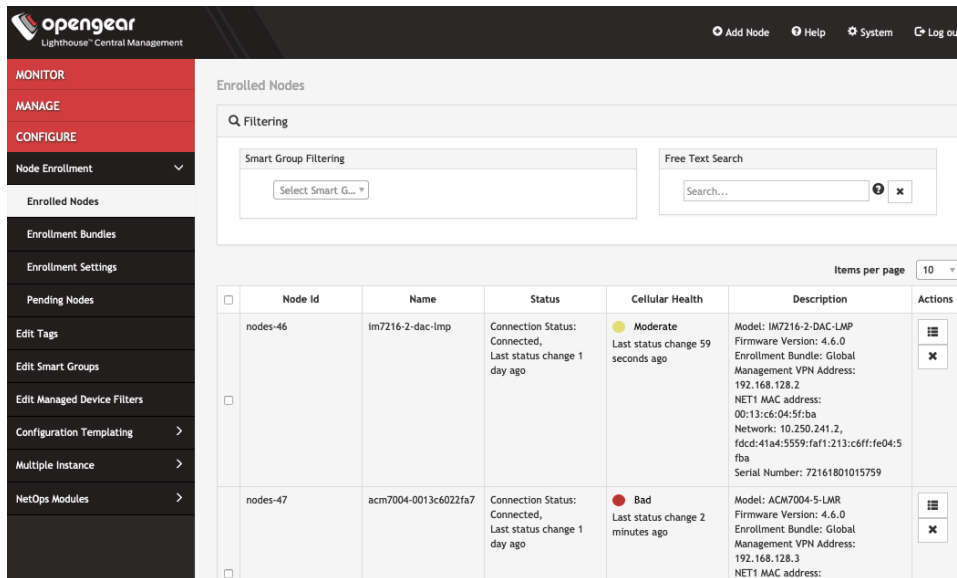 opengear
Lighthouse™ Central Management
Add Node
Help
System
Log ou
MONITOR
MANAGE
CONFIGURE
Node Enrollment
Enrolled Nodes
Enrollment Bundles
Enrollment Settings
Pending Nodes
Edit Tags
Edit Smart Groups
Edit Managed Device Filters
Configuration Templating
Multiple Instance
NetOps Modules
Enrolled Nodes
Filtering
Smart Group Filtering
Select Smart G...
Free Text Search
Search...
Items per page
10
Node Id
Name
Status
Cellular Health
Description
Actions
nodes-46
im7216-2-dac-lmp
Connection Status:
Connected,
Last status change 1
day ago
Moderate
Last status change 59
seconds ago
Model: IM7216-2-DAC-LMP
Firmware Version: 4.6.0
Enrollment Bundle: Global
Management VPN Address:
192.168.128.2
NET1 MAC address:
00:13:c6:04:5f:ba
Network: 10.250.241.2,
fdcd:41a4:5559:faf1:213:c6ff:fe04:5
fba
Serial Number: 72161801015759
nodes-47
acm7004-0013c6022fa7
Connection Status:
Connected,
Last status change 1
day ago
Bad
Last status change 2
minutes ago
Model: ACM7004-5-LMR
Firmware Version: 4.6.0
Enrollment Bundle: Global
Management VPN Address:
192.168.128.3
NET1 MAC address: